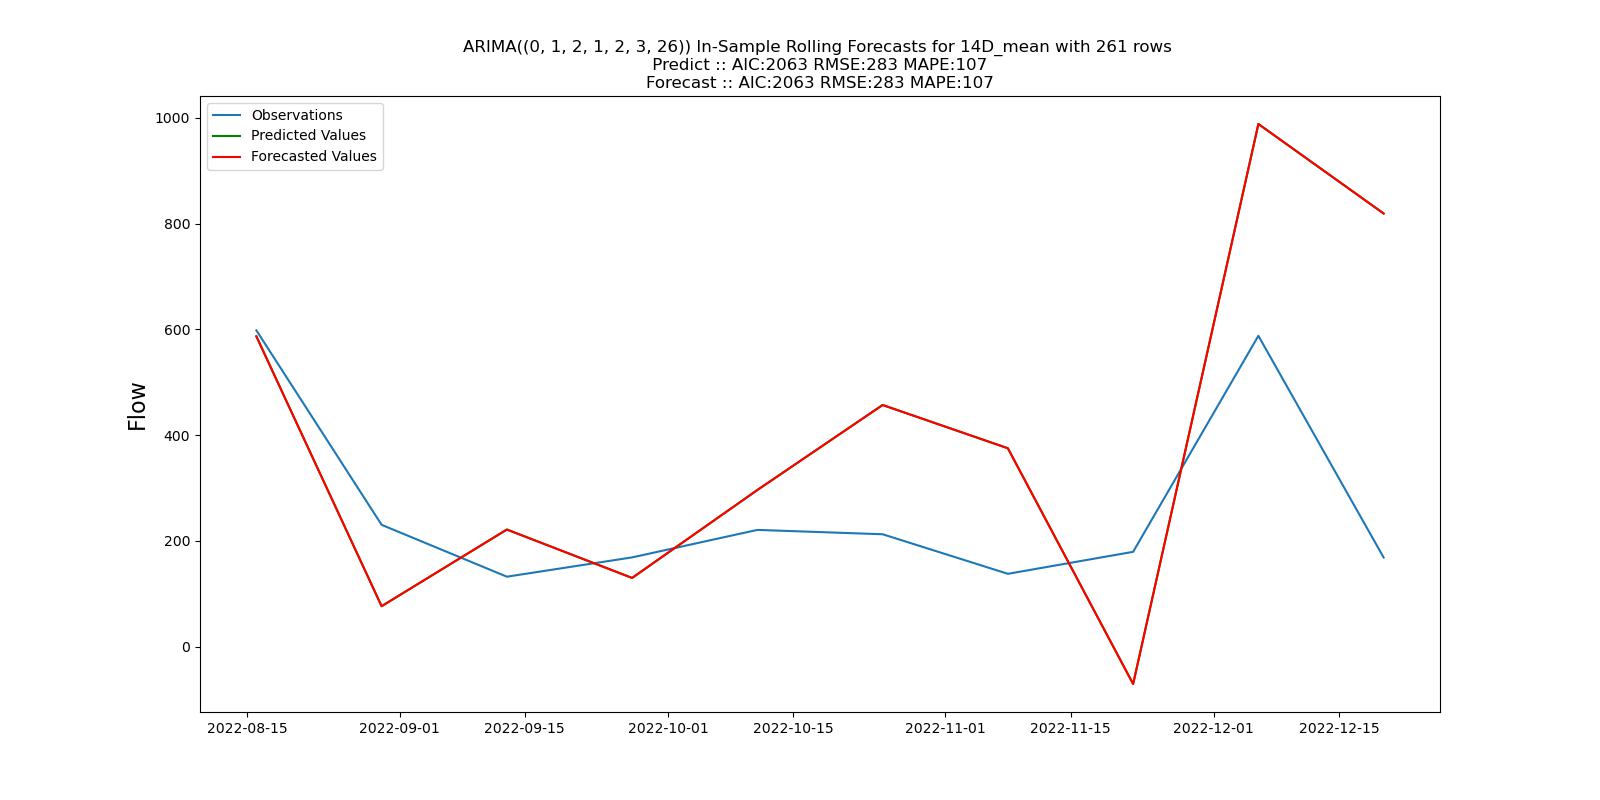 ARIMA((0, 1, 2, 1, 2, 3, 26)) In-Sample Rolling Forecasts for 14D_mean with 261 rows
Predict :: AIC:2063 RMSE:283 MAPE:107
Forecast :: AIC:2063 RMSE:283 MAPE:107
Observations
Predicted Values
Forecasted Values
1000
800
600
400
200
0
Flow
2022-08-15 2022-09-01 2022-09-15 2022-10-01 2022-10-15 2022-11-01 2022-11-15 2022-12-01 2022-12-15